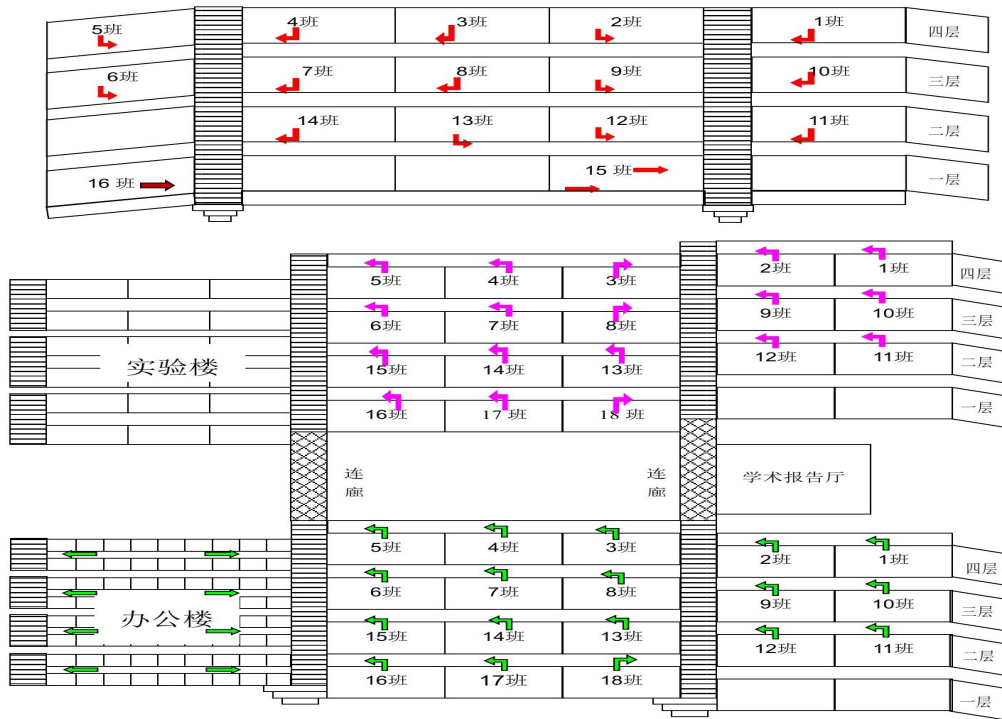 5班 4班 3班 2班 1班 四层
6班 7班 8班 9班 10班 三层
14班 13班 12班 11班 二层
16 班 15 班 一层
2班 1班
5班 4班 3班 四层
9班 10班
6班 7班 8班 三层
实验楼
12班 11班
15班 14班 13班 二层
16班 17班 18班 一层
连廊 连廊 学术报告厅
5班 4班 3班 2班 1班 四层
6班 7班 8班 9班 10班 三层
办公楼
15班 14班 13班 12班 11班 二层
16班 17班 18班 一层